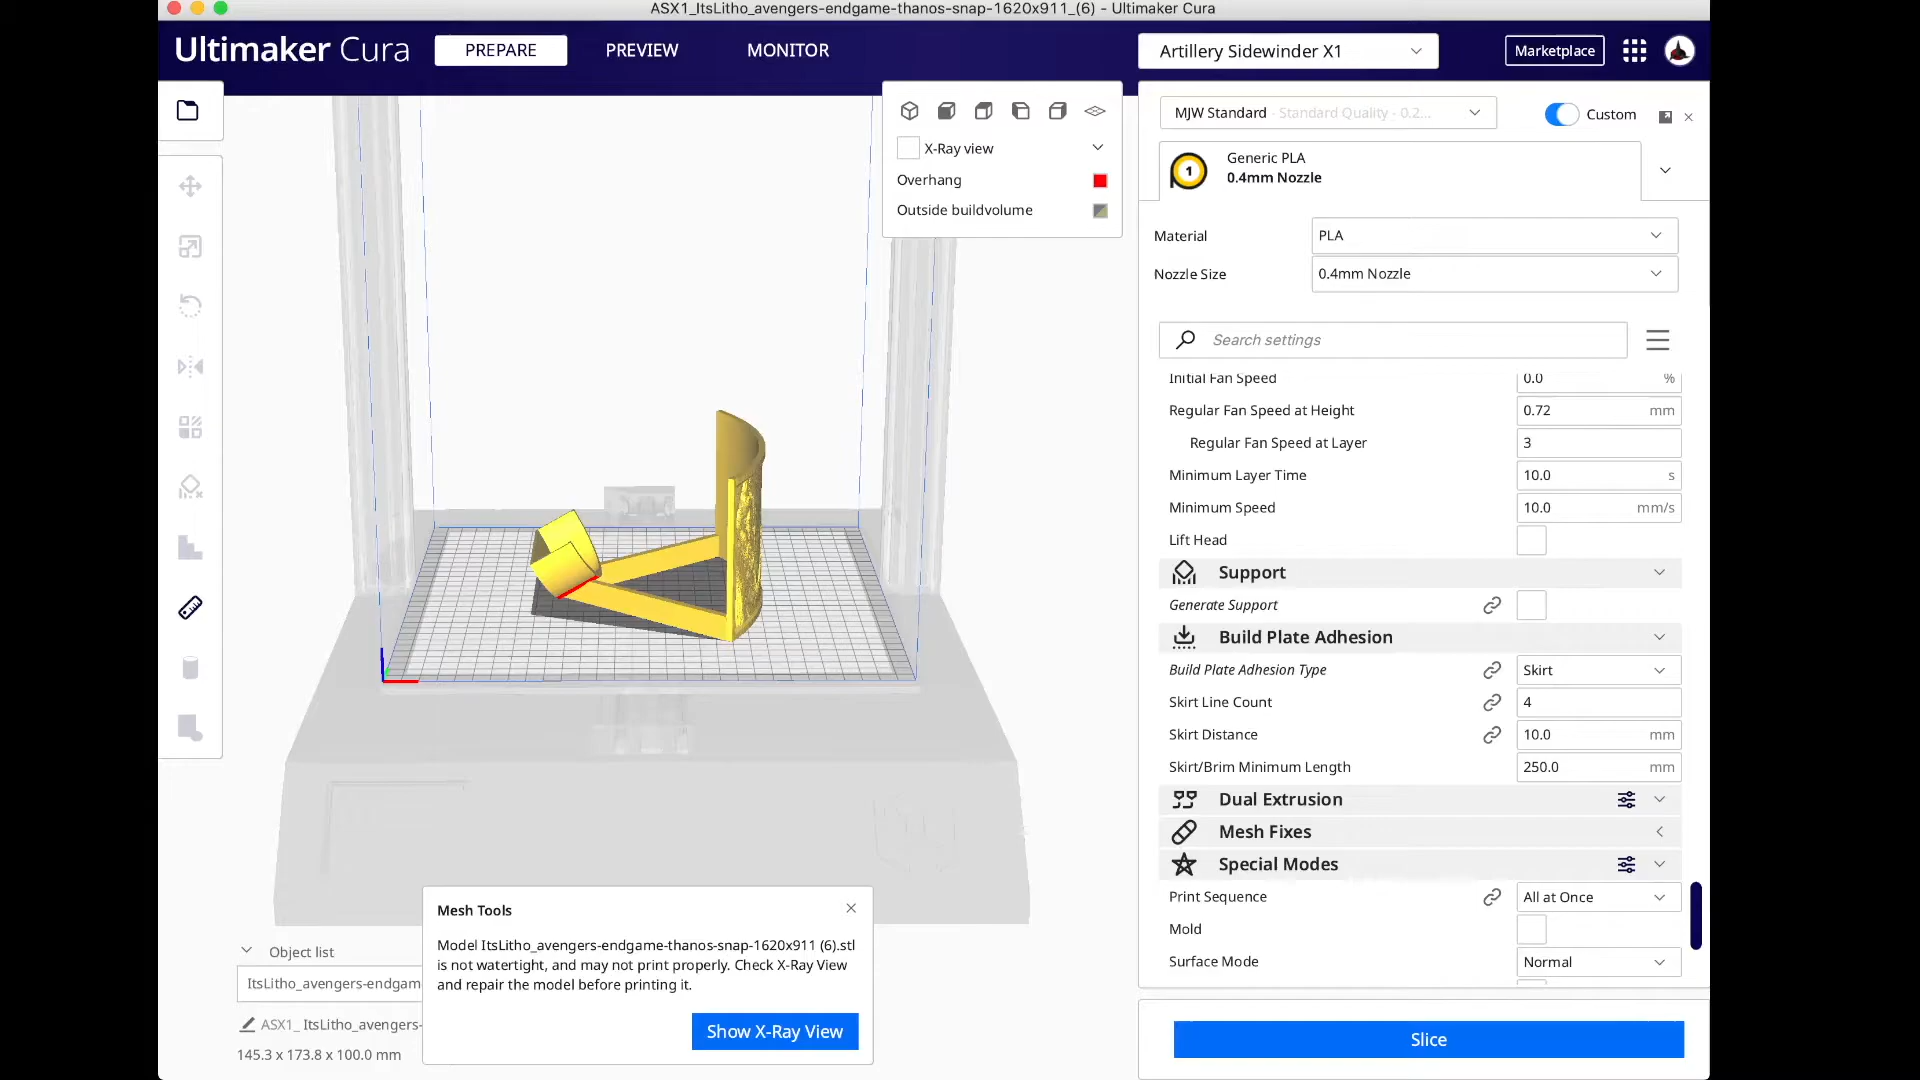 ASX1_ItsLitho_avengers-endgame-thanos-snap-1620x911_(6) - Ultimaker Cura
Ultimaker Cura
PREPARE
PREVIEW
MONITOR
Artillery Sidewinder X1
Marketplace
X-Ray view
Overhang
Outside buildvolume
MJW Standard - Standard Quality - 0.2...
Custom
1
Generic PLA
0.4mm Nozzle
Material
PLA
Nozzle Size
0.4mm Nozzle
Search settings
Initial Fan Speed 0.0 %
Regular Fan Speed at Height 0.72 mm
Regular Fan Speed at Layer 3
Minimum Layer Time 10.0 s
Minimum Speed 10.0 mm/s
Lift Head
Support
Generate Support
Build Plate Adhesion
Build Plate Adhesion Type Skirt
Skirt Line Count 4
Skirt Distance 10.0 mm
Skirt/Brim Minimum Length 250.0 mm
Dual Extrusion
Mesh Fixes
Special Modes
Print Sequence All at Once
Mold
Surface Mode Normal
Slice
Mesh Tools
Model ItsLitho_avengers-endgame-thanos-snap-1620x911 (6).stl
is not watertight, and may not print properly. Check X-Ray View
and repair the model before printing it.
Show X-Ray View
Object list
ItsLitho_avengers-endgam
ASX1_ ItsLitho_avengers-
145.3 x 173.8 x 100.0 mm